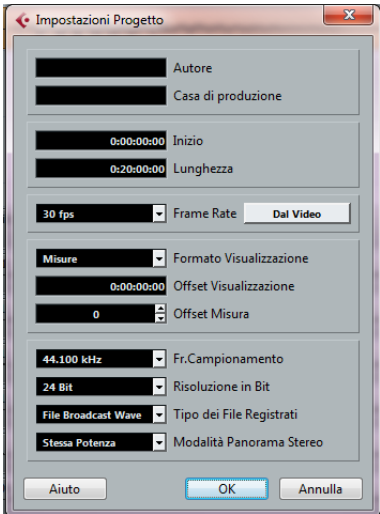 Impostazioni Progetto
Autore
Casa di produzione
0:00:00:00 Inizio
0:20:00:00 Lunghezza
30 fps Frame Rate Dal Video
Misure Formato Visualizzazione
0:00:00:00 Offset Visualizzazione
0 Offset Misura
44.100 kHz Fr.Campionamento
24 Bit Risoluzione in Bit
File Broadcast Wave Tipo dei File Registrati
Stessa Potenza Modalità Panorama Stereo
Aiuto OK Annulla